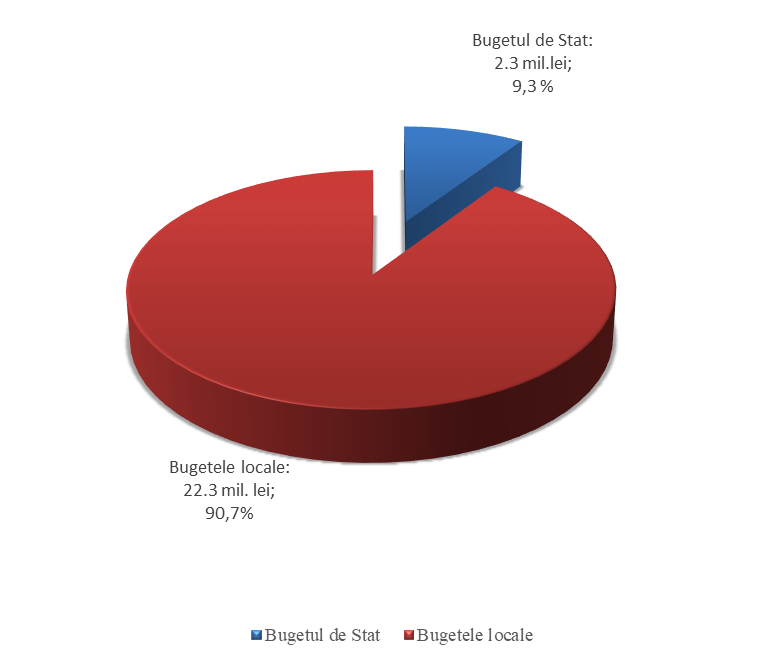 Bugetul de Stat:
2.3 mil.lei;
9,3 %
Bugetele locale:
22.3 mil. lei;
90,7%
Bugetul de Stat Bugetele locale